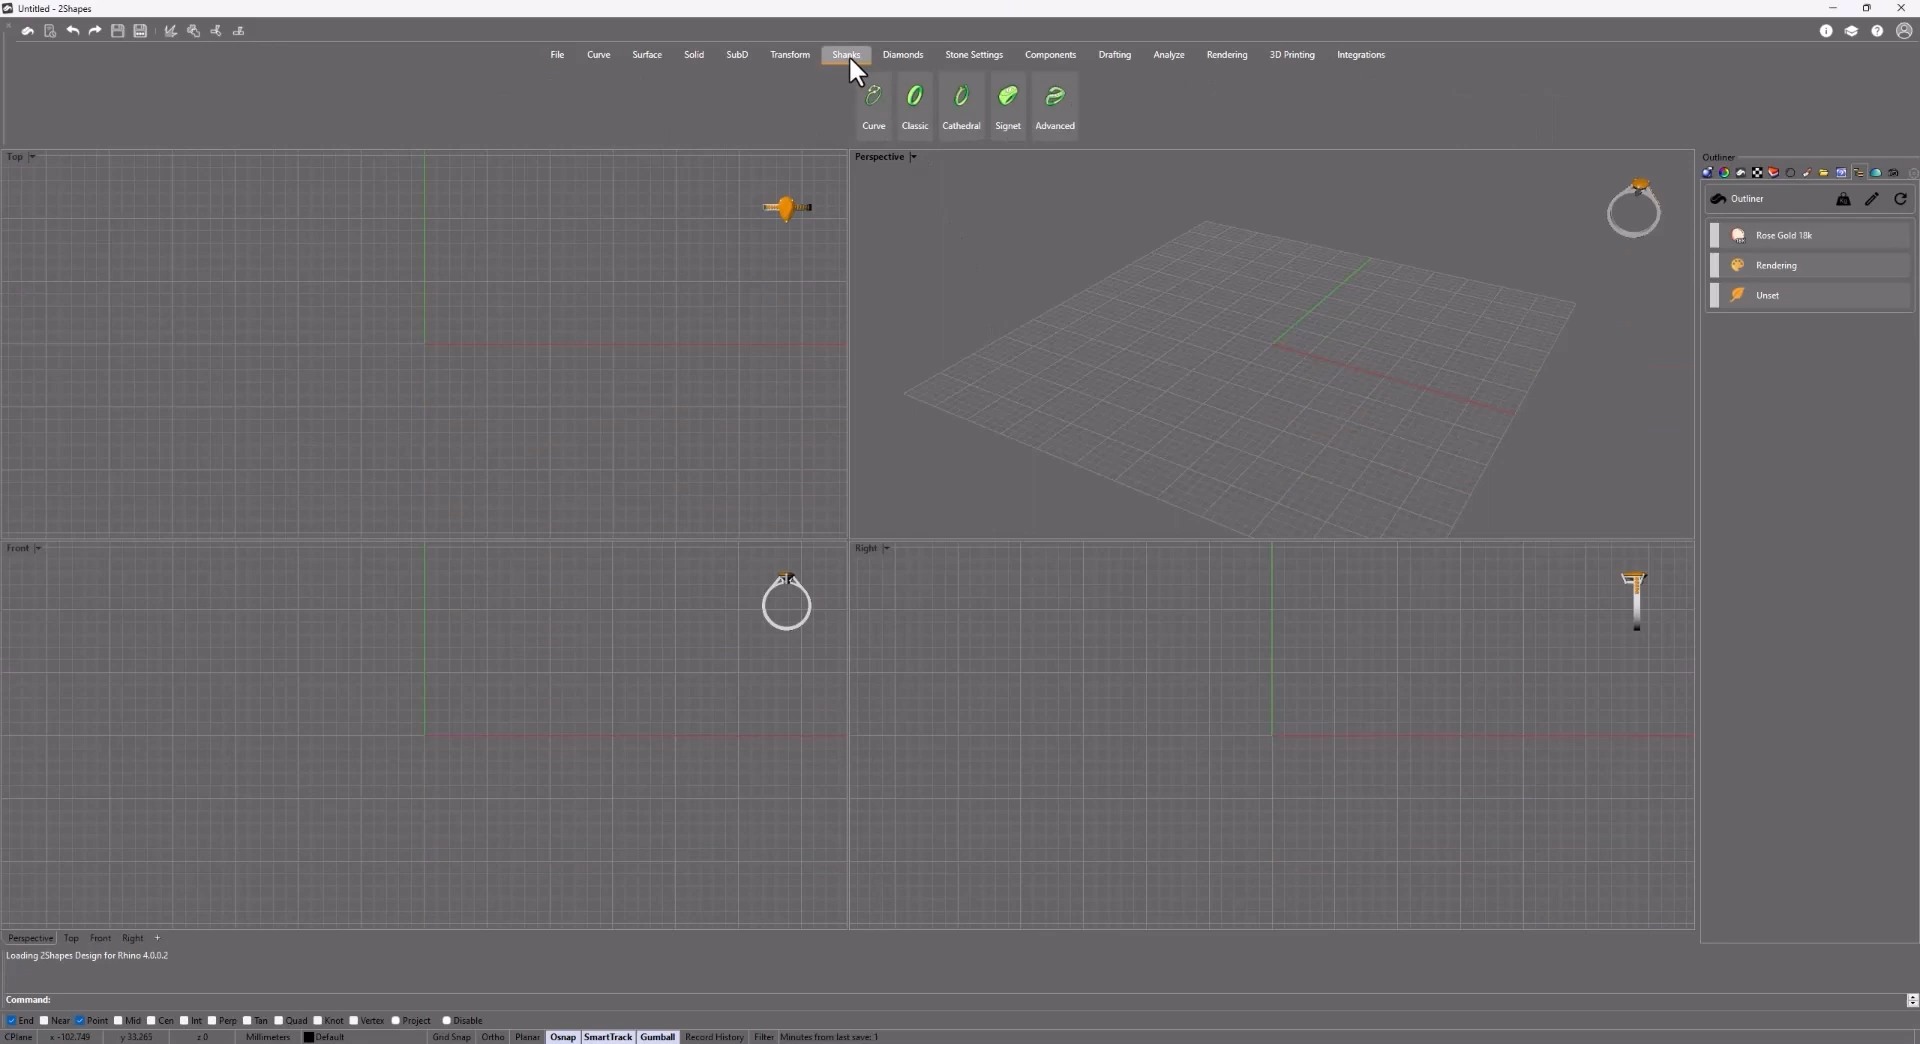 Untitled - 2Shapes
File Curve Surface Solid SubD Transform Shanks Diamonds Stone Settings Components Drafting Analyze Rendering 3D Printing Integrations
Curve Classic Cathedral Signet Advanced
Top
Perspective
Outliner
Outliner
Rose Gold 18k
Rendering
Unset
Front
Right
Perspective Top Front Right +
Loading 2Shapes Design for Rhino 4.0.0.2
Command:
End Near Point Mid Cen Int Perp Tan Quad Knot Vertex Project Disable
CPlane x -102.749 y 33.265 z 0 Millimeters Default Grid Snap Ortho Planar Osnap SmartTrack Gumball Record History Filter Minutes from last save: 1